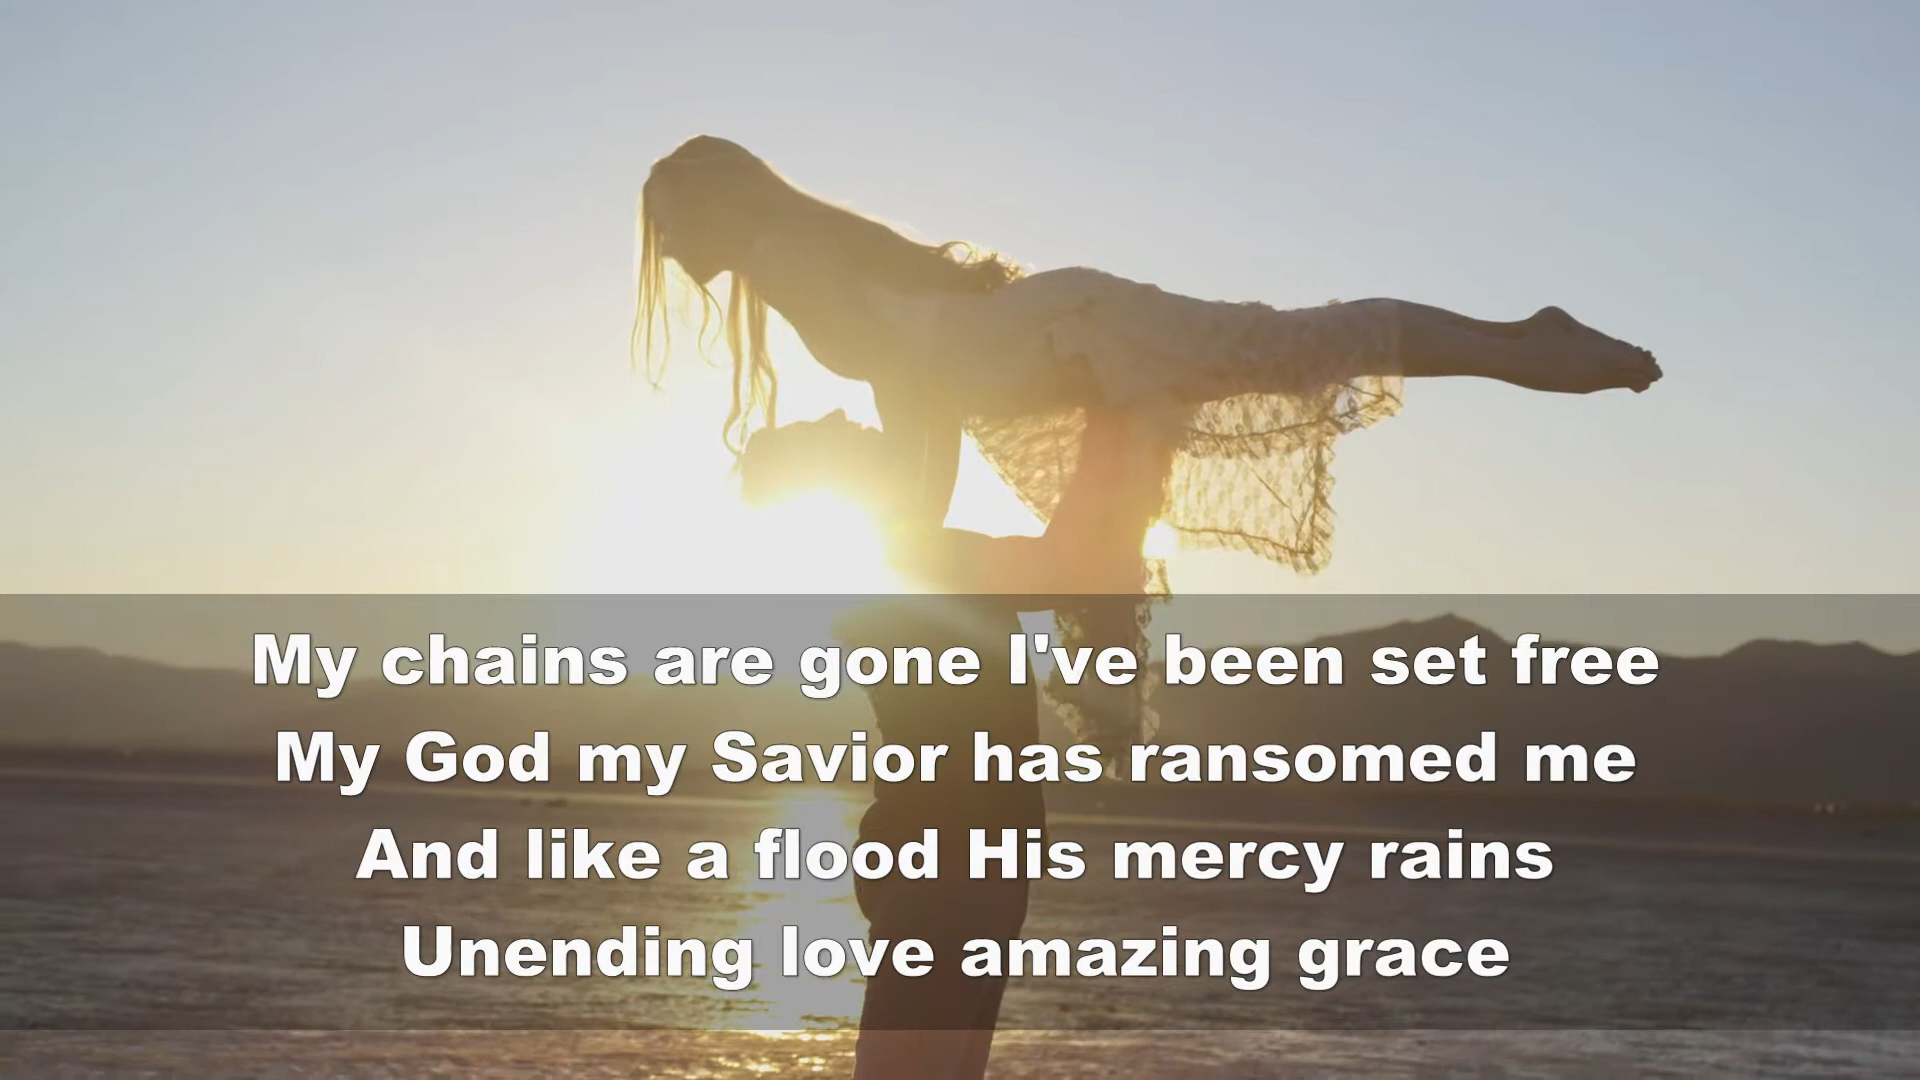 My chains are gone I've been set free
My God my Savior has ransomed me
And like a flood His mercy rains
Unending love amazing grace